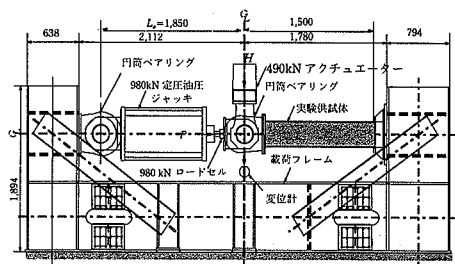 G
L
Lₑ=1,850
1,500
638
2,112
1,780
794
円筒ベアリング
H
490kN アクチュエーター
980kN 定圧油圧
ジャッキ
円筒ベアリング
実験供試体
P
G
1,894
載荷フレーム
980 kN ロードセル
変位計